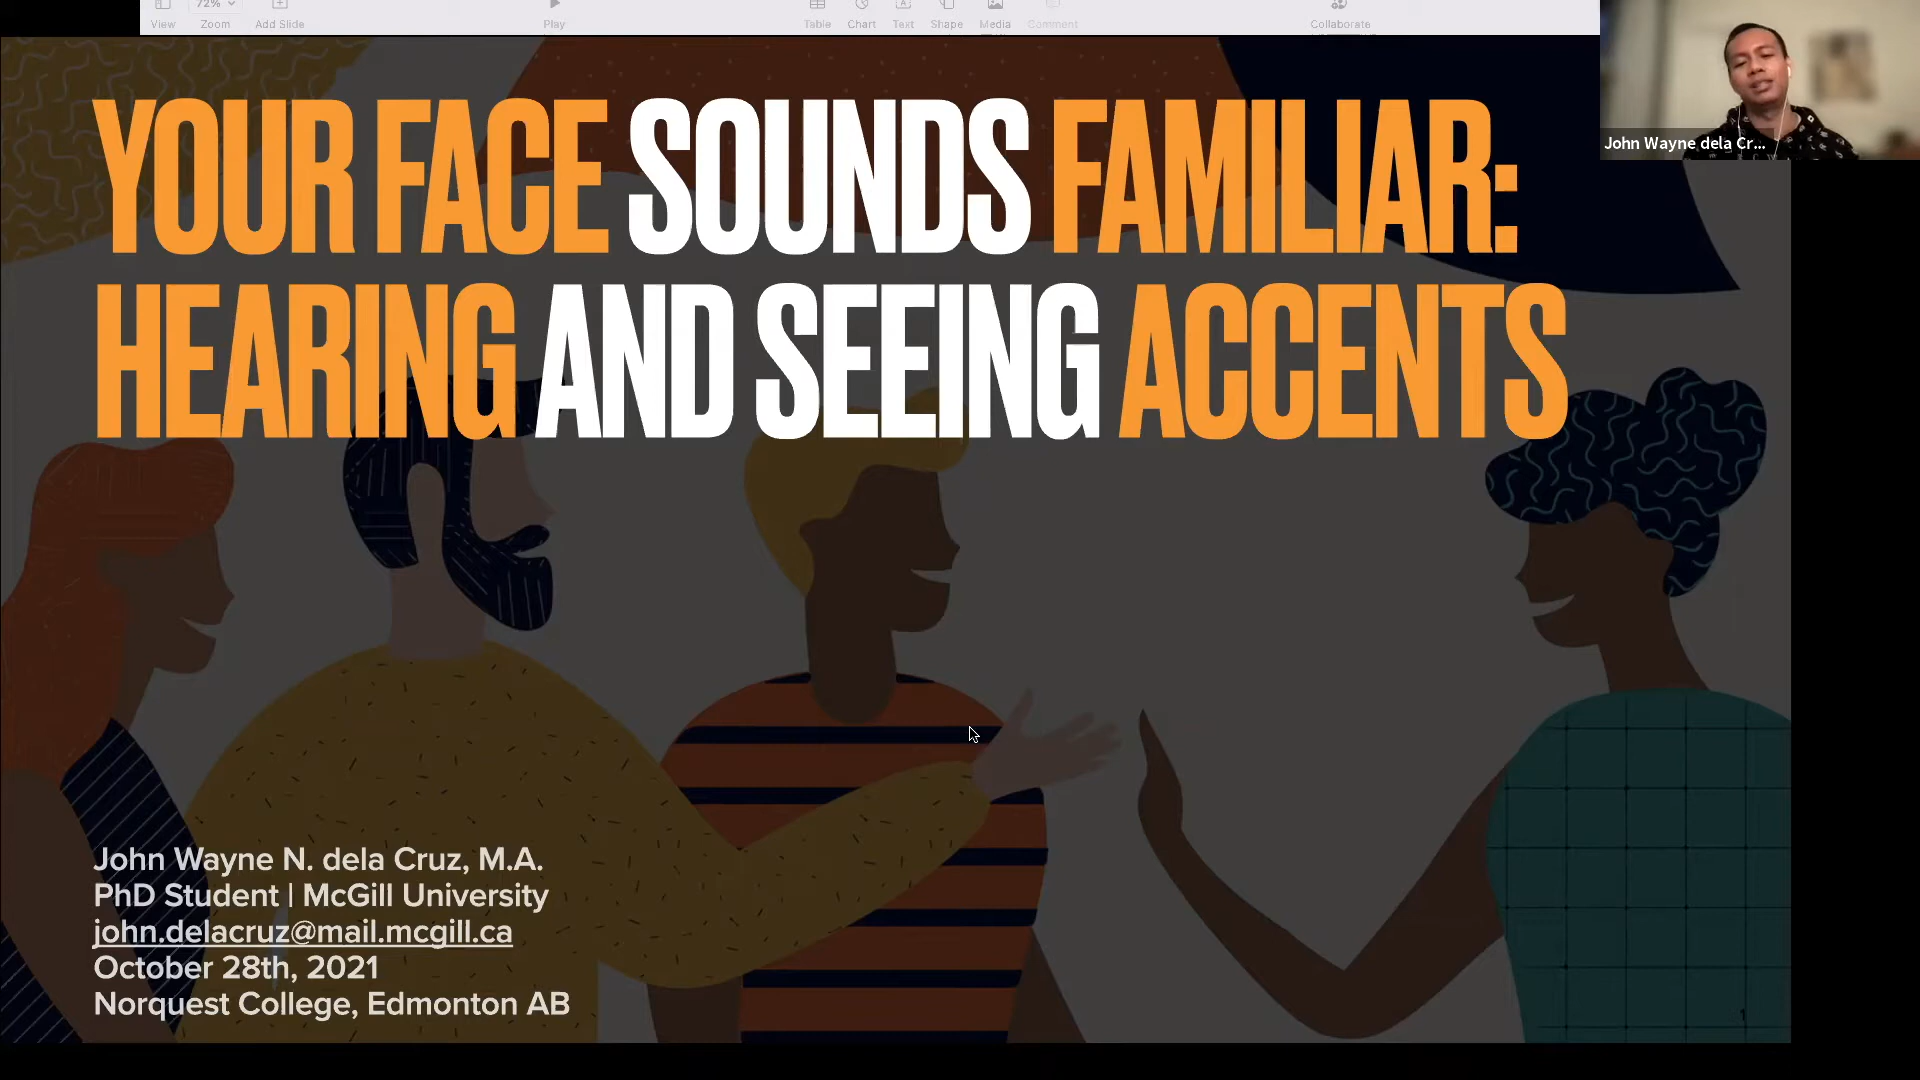 72%
View
Zoom
Add Slide
Play
Table
Chart
Text
Shape
Media
Comment
Collaborate
John Wayne dela Cr...
YOUR FACE SOUNDS FAMILIAR:
HEARING AND SEEING ACCENTS
John Wayne N. dela Cruz, M.A.
PhD Student | McGill University
john.delacruz@mail.mcgill.ca
October 28th, 2021
Norquest College, Edmonton AB
1